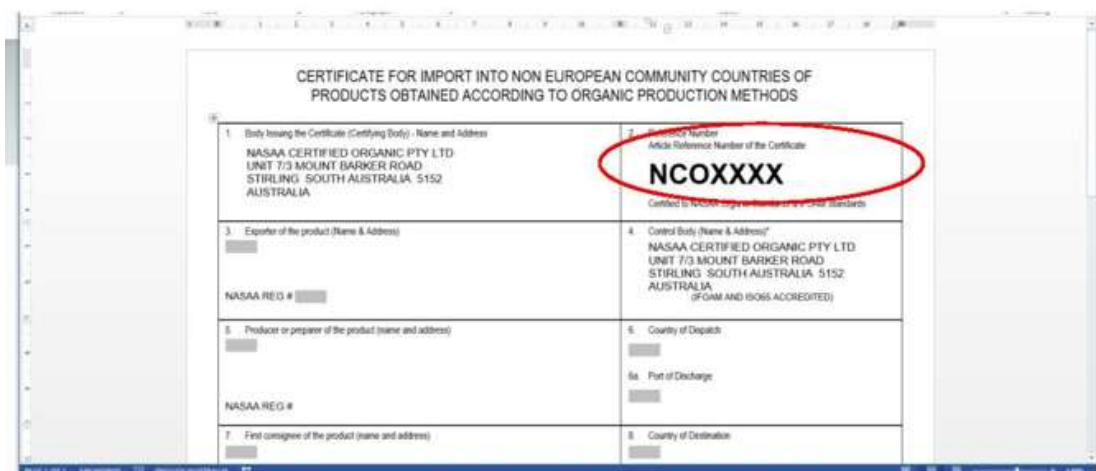 CERTIFICATE FOR IMPORT INTO NON EUROPEAN COMMUNITY COUNTRIES OF
PRODUCTS OBTAINED ACCORDING TO ORGANIC PRODUCTION METHODS
1. Body Issuing the Certificate (Certifying Body) - Name and Address
NASAA CERTIFIED ORGANIC PTY LTD
UNIT 7/3 MOUNT BARKER ROAD
STIRLING SOUTH AUSTRALIA 5152
AUSTRALIA
2. Reference Number
Article Reference Number of the Certificate
NCOXXXX
Certified to NASAA Organic Standards
3. Exporter of the product (Name & Address)
NASAA REG #
4. Control Body (Name & Address)*
NASAA CERTIFIED ORGANIC PTY LTD
UNIT 7/3 MOUNT BARKER ROAD
STIRLING SOUTH AUSTRALIA 5152
AUSTRALIA
(IFOAM AND ISO65 ACCREDITED)
5. Producer or preparer of the product (name and address)
NASAA REG #
6. Country of Dispatch
6a. Port of Discharge
7. First consignee of the product (name and address)
8. Country of Destination